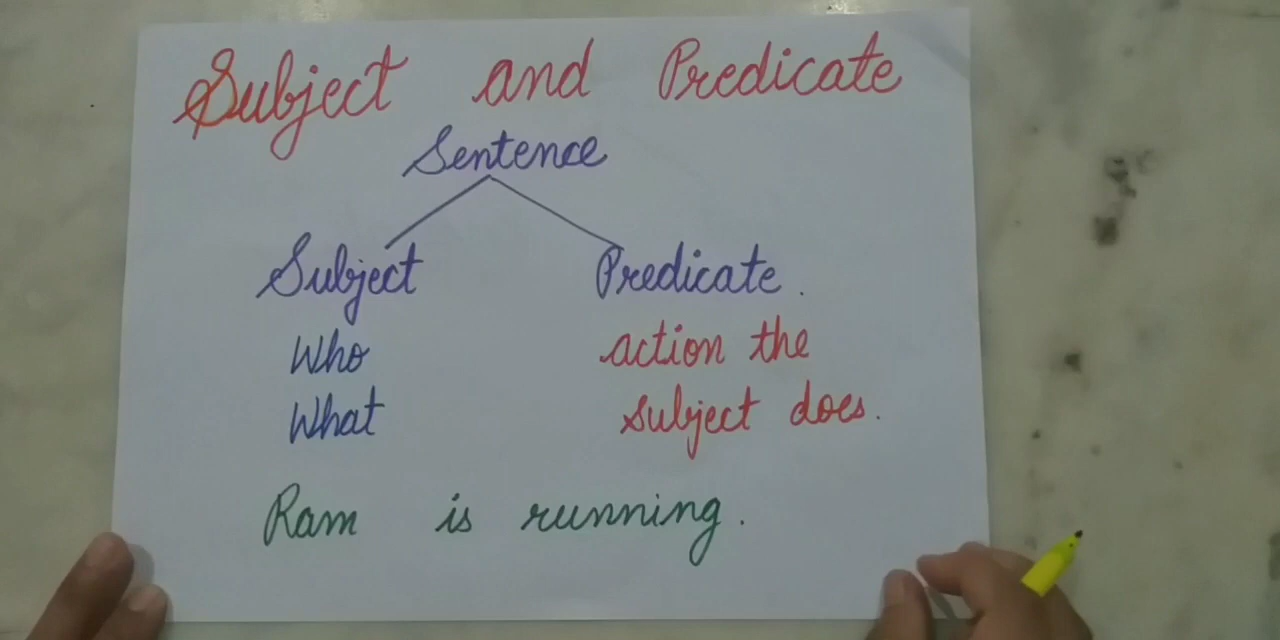 Subject and Predicate
Sentence
Subject Predicate.
Who action the
What subject does.
Ram is running.